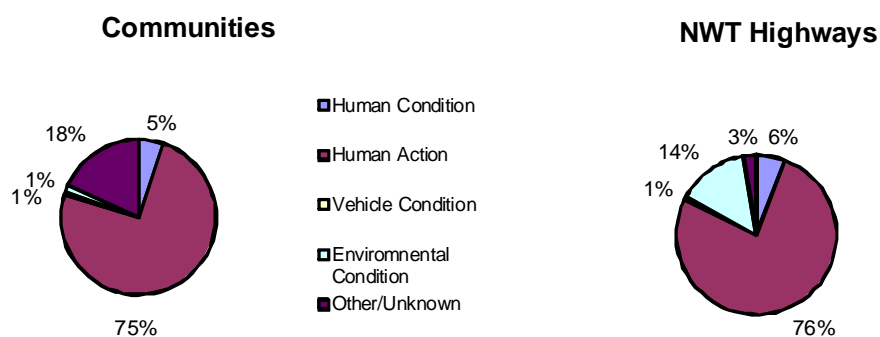 Communities
18%
5%
1%
1%
75%
Human Condition
Human Action
Vehicle Condition
Enviromnental
Condition
Other/Unknown
NWT Highways
3%
6%
14%
1%
76%